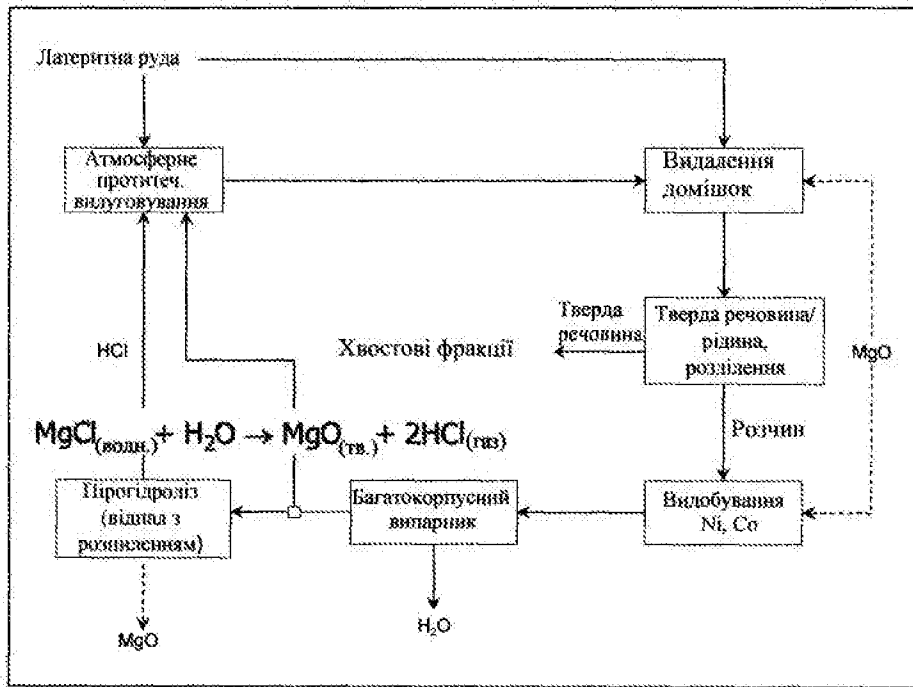 Латеритна руда
Атмосферне
протитеч.
вилуговування
Видалення
домішок
Тверда
речовина
Тверда речовина/
рідина,
розділення
Хвостові фракції
HCl
MgO
MgCl(водн.) + H₂O → MgO(тв.) + 2HCl(газ)
Розчин
Пірогідроліз
(відпал з
розпиленням)
Багатокорпусний
випарник
Видобування
Ni, Co
MgO
H₂O